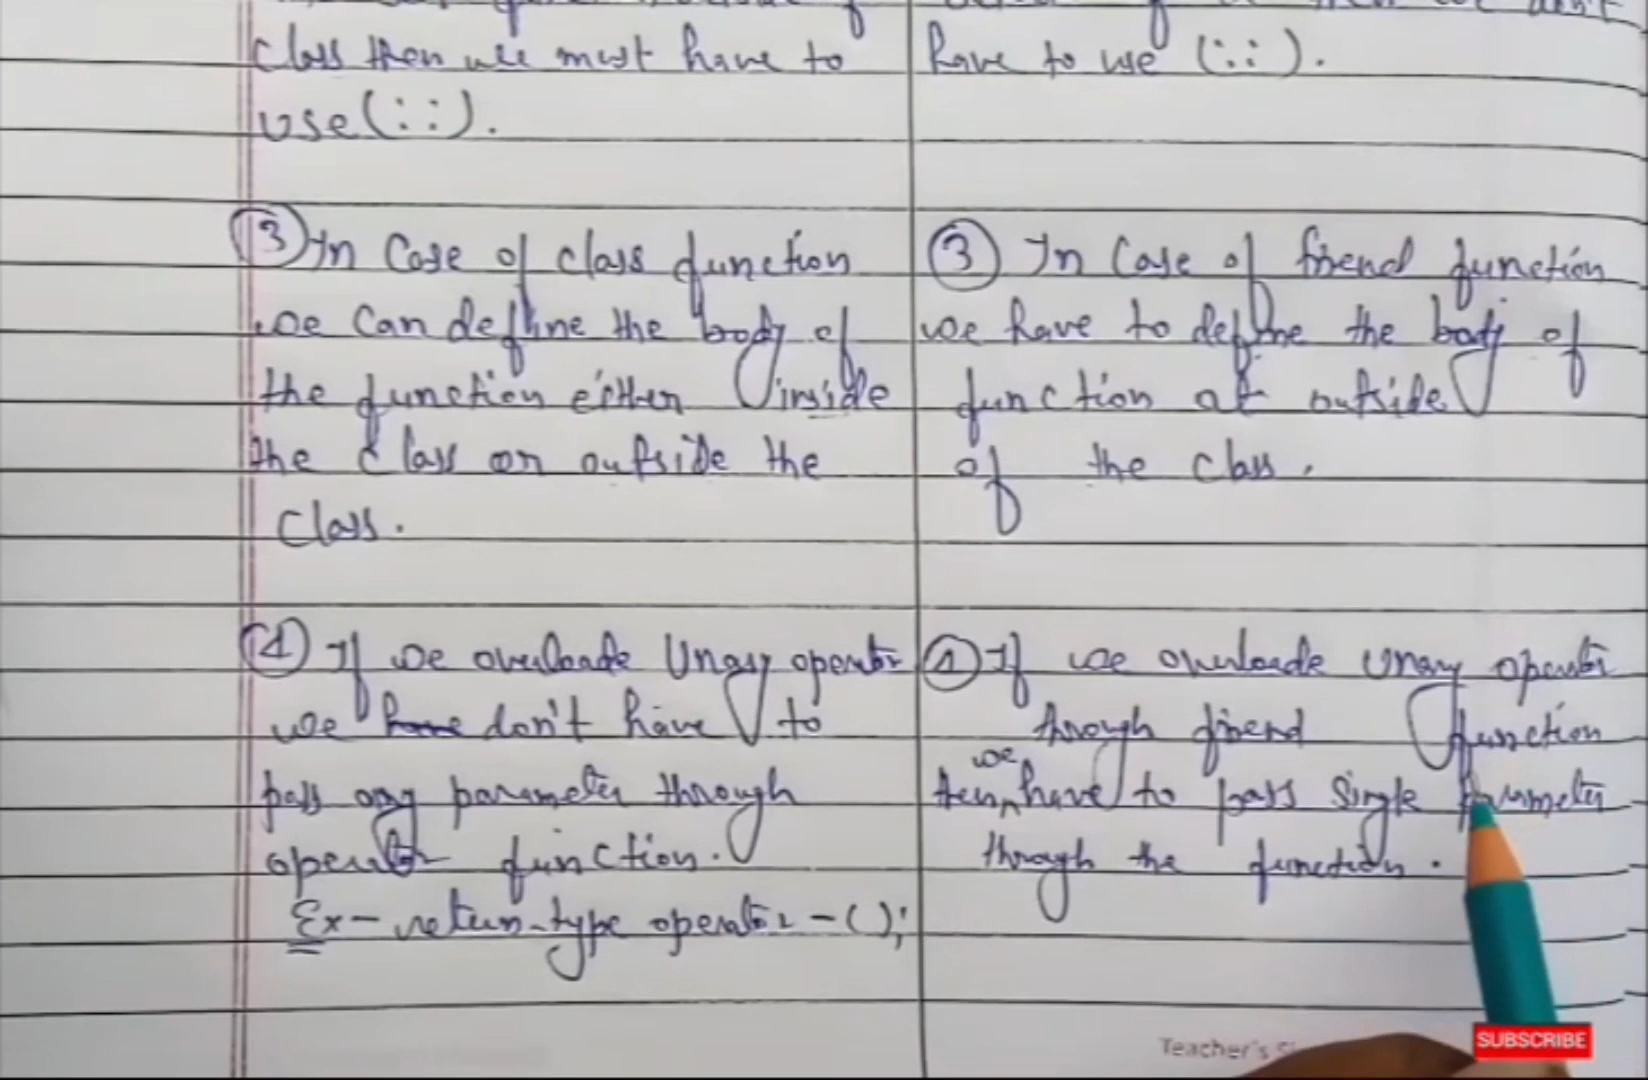 class then we must have to
use(::).
③ In Case of class function
we can define the body of
the function either inside
the class or outside the
class.
④ If we overloade Unary operator
we have don't have to
pass any parameter through
operator function.
Ex- return-type operator -();
have to use (::).
③ In Case of friend function
we have to define the body of
function at outside
of the class.
④ If we overloade unary operator
through friend function
then we have to pass single parameter
through the function.
Teacher's
SUBSCRIBE